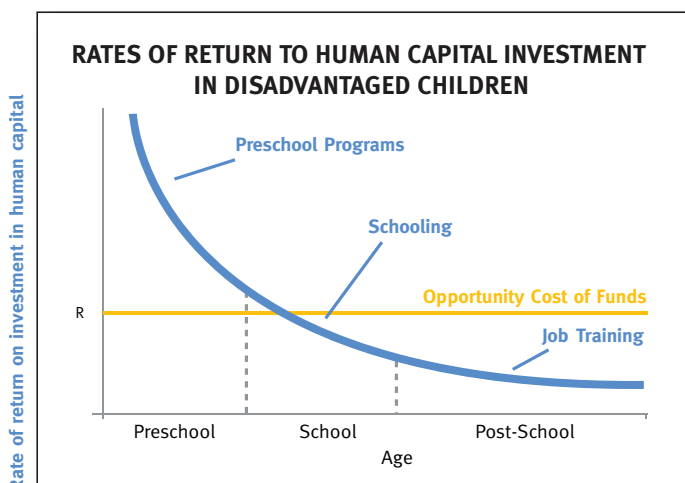 RATES OF RETURN TO HUMAN CAPITAL INVESTMENT
IN DISADVANTAGED CHILDREN
Rate of return on investment in human capital
Preschool Programs
Schooling
Opportunity Cost of Funds
R
Job Training
Preschool
School
Post-School
Age